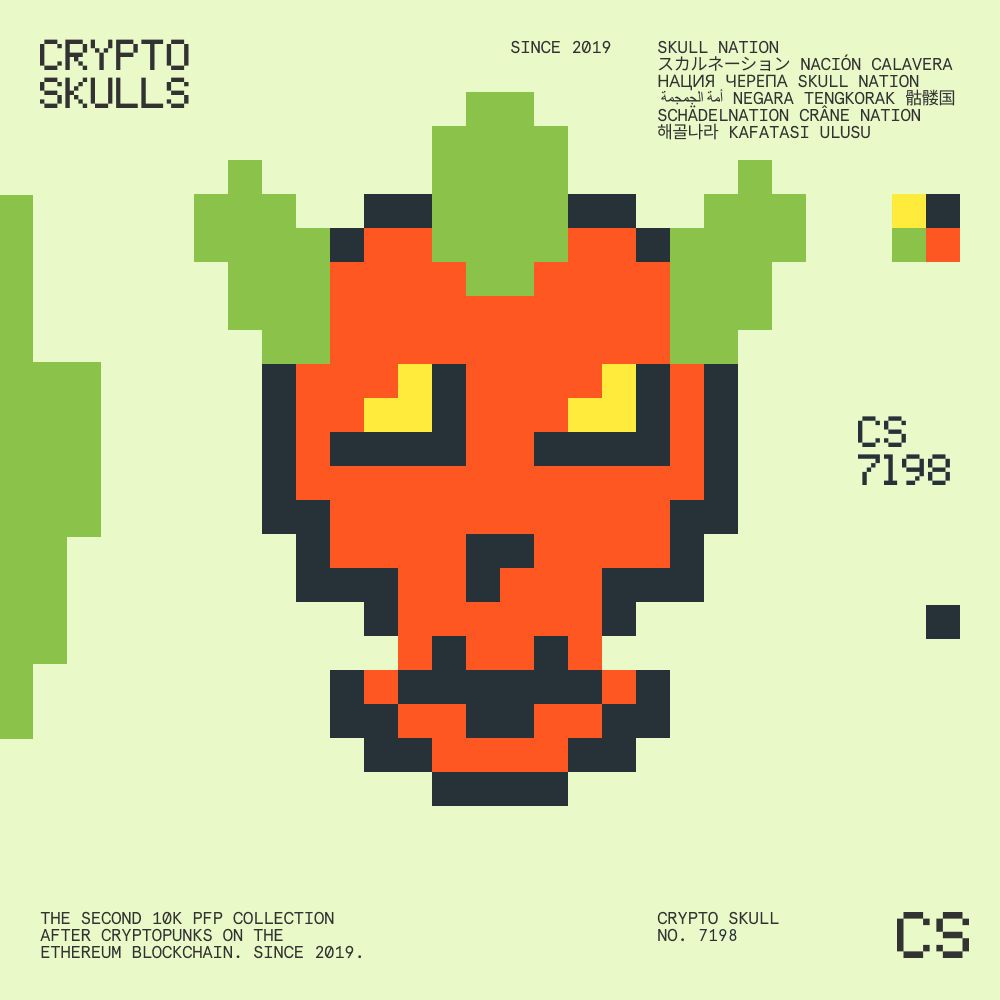 CRYPTO
SKULLS
SINCE 2019
SKULL NATION
スカルネーション NACIÓN CALAVERA
НАЦИЯ ЧЕРЕПА SKULL NATION
أمة الجمجمة NEGARA TENGKORAK 骷髅国
SCHÄDELNATION CRÂNE NATION
해골나라 KAFATASI ULUSU
CS
7198
THE SECOND 10K PFP COLLECTION
AFTER CRYPTOPUNKS ON THE
ETHEREUM BLOCKCHAIN. SINCE 2019.
CRYPTO SKULL
NO. 7198
CS